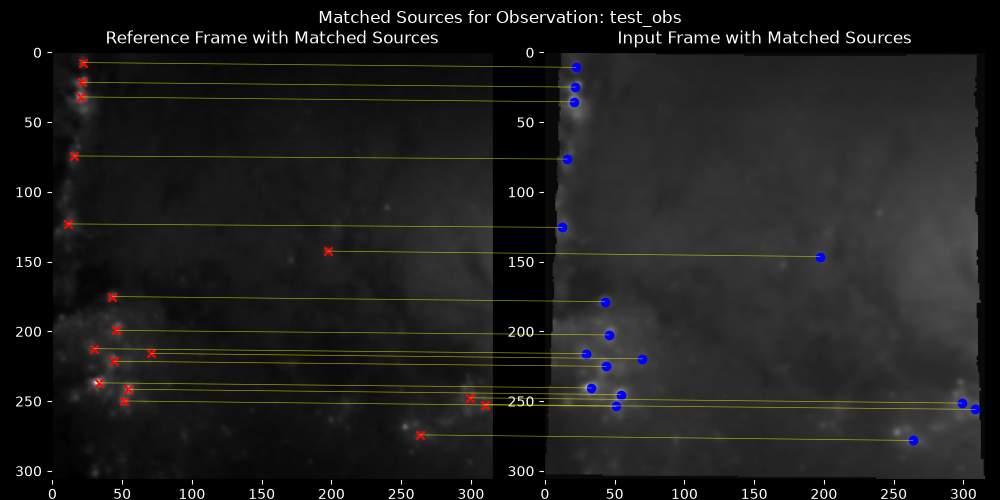 Matched Sources for Observation: test_obs
Reference Frame with Matched Sources
Input Frame with Matched Sources
0
50
100
150
200
250
300
0 50 100 150 200 250 300
0
50
100
150
200
250
300
0 50 100 150 200 250 300